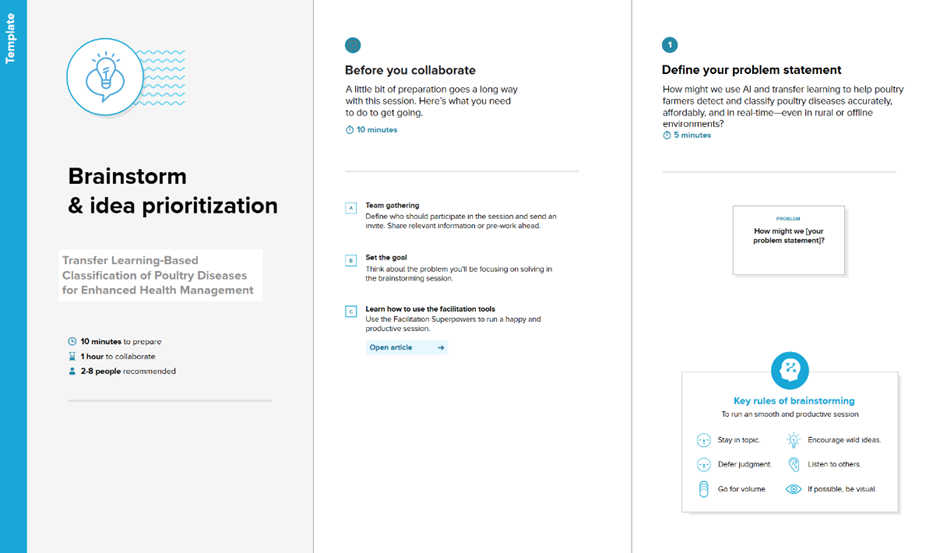 Template
Brainstorm
& idea prioritization
Transfer Learning-Based
Classification of Poultry Diseases
for Enhanced Health Management
10 minutes to prepare
1 hour to collaborate
2-8 people recommended
Before you collaborate
A little bit of preparation goes a long way
with this session. Here's what you need
to do to get going.
10 minutes
A
Team gathering
Define who should participate in the session and send an
invite. Share relevant information or pre-work ahead.
B
Set the goal
Think about the problem you'll be focusing on solving in
the brainstorming session.
C
Learn how to use the facilitation tools
Use the Facilitation Superpowers to run a happy and
productive session.
Open article →
1
Define your problem statement
How might we use AI and transfer learning to help poultry
farmers detect and classify poultry diseases accurately,
affordably, and in real-time—even in rural or offline
environments?
5 minutes
PROBLEM
How might we [your
problem statement]?
Key rules of brainstorming
To run an smooth and productive session
Stay in topic.
Encourage wild ideas.
Defer judgment.
Listen to others.
Go for volume.
If possible, be visual.